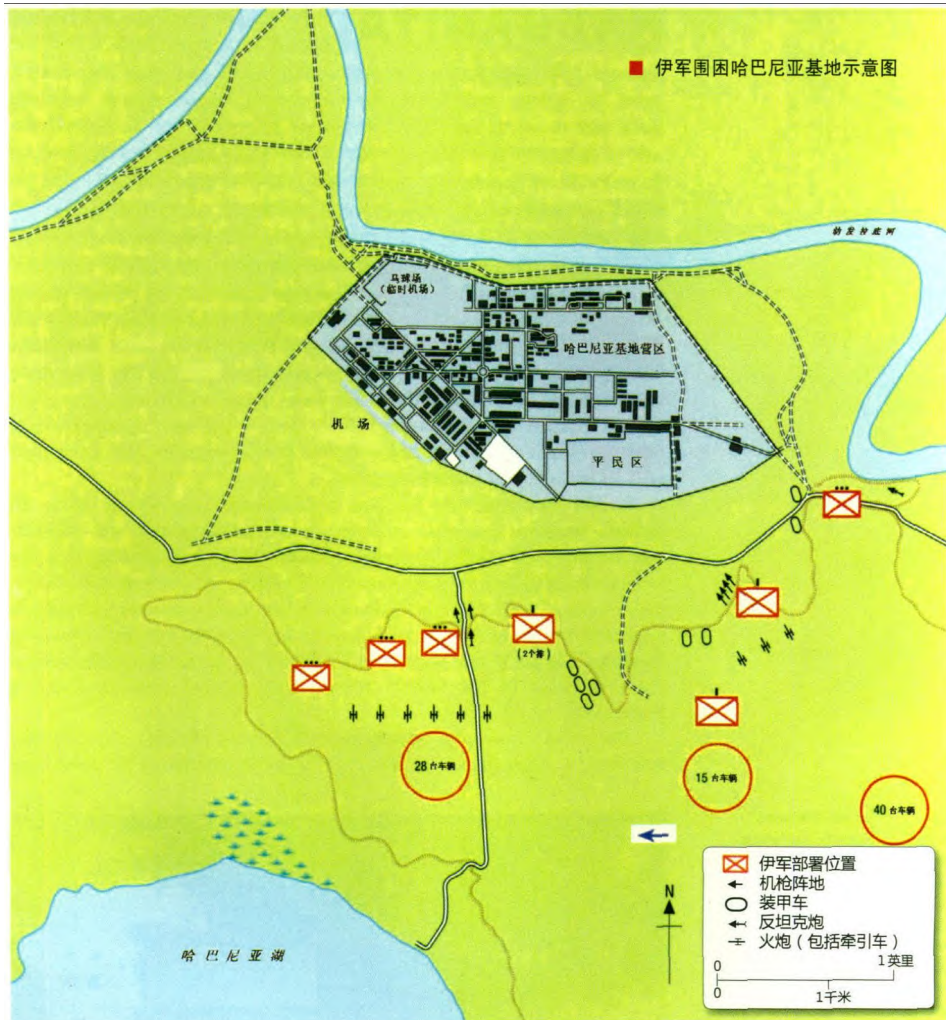 伊军围困哈巴尼亚基地示意图
幼发拉底河
马球场
(临时机场)
哈巴尼亚基地营区
机场
平民区
(2个排)
28台车辆
15台车辆
40台车辆
哈巴尼亚湖
N
伊军部署位置
机枪阵地
装甲车
反坦克炮
火炮(包括牵引车)
0 1英里
0 1千米